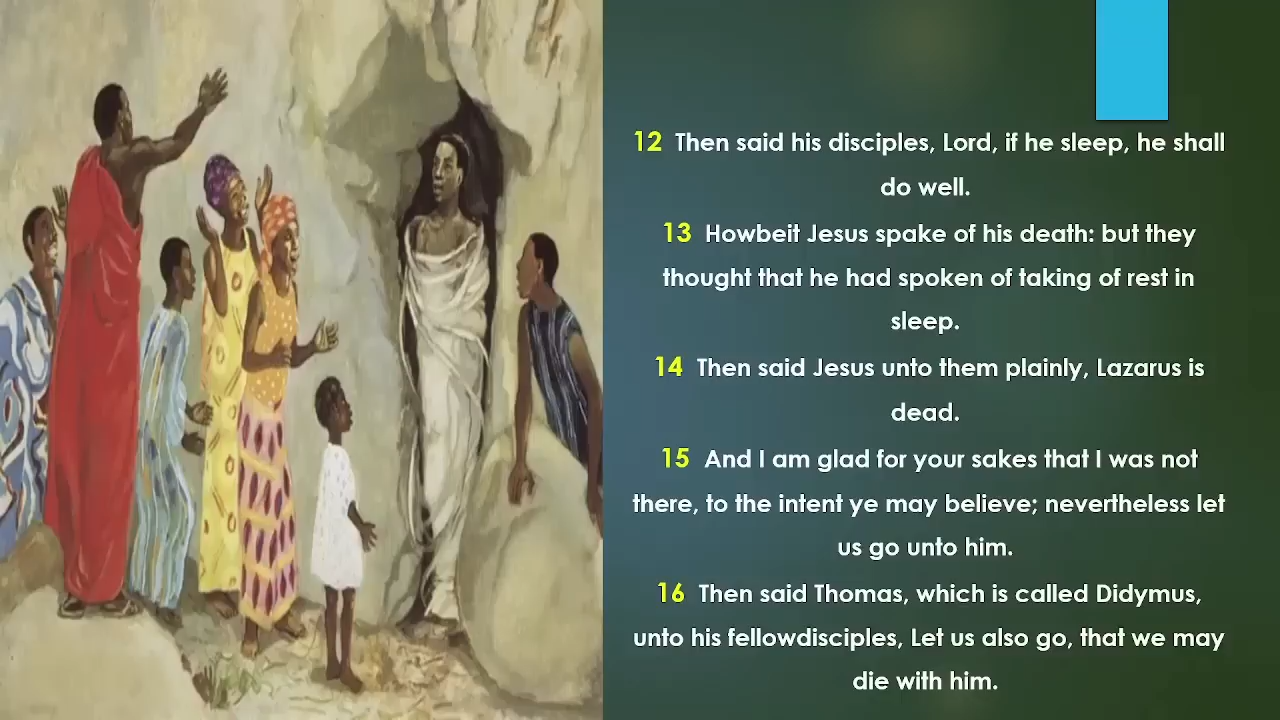 12 Then said his disciples, Lord, if he sleep, he shall
do well.
13 Howbeit Jesus spake of his death: but they
thought that he had spoken of taking of rest in
sleep.
14 Then said Jesus unto them plainly, Lazarus is
dead.
15 And I am glad for your sakes that I was not
there, to the intent ye may believe; nevertheless let
us go unto him.
16 Then said Thomas, which is called Didymus,
unto his fellowdisciples, Let us also go, that we may
die with him.